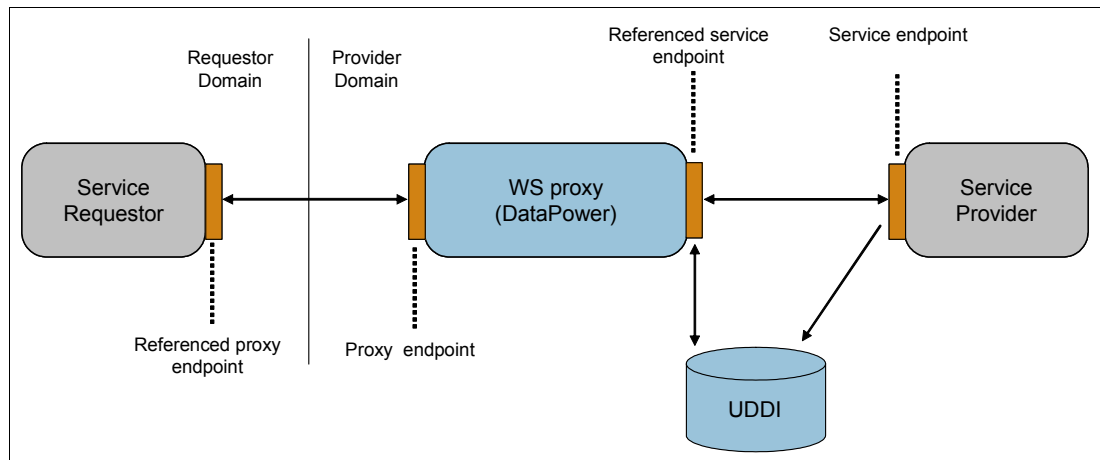 Requestor
Domain
Provider
Domain
Referenced service
endpoint
Service endpoint
Service
Requestor
WS proxy
(DataPower)
Service
Provider
Referenced proxy
endpoint
Proxy endpoint
UDDI